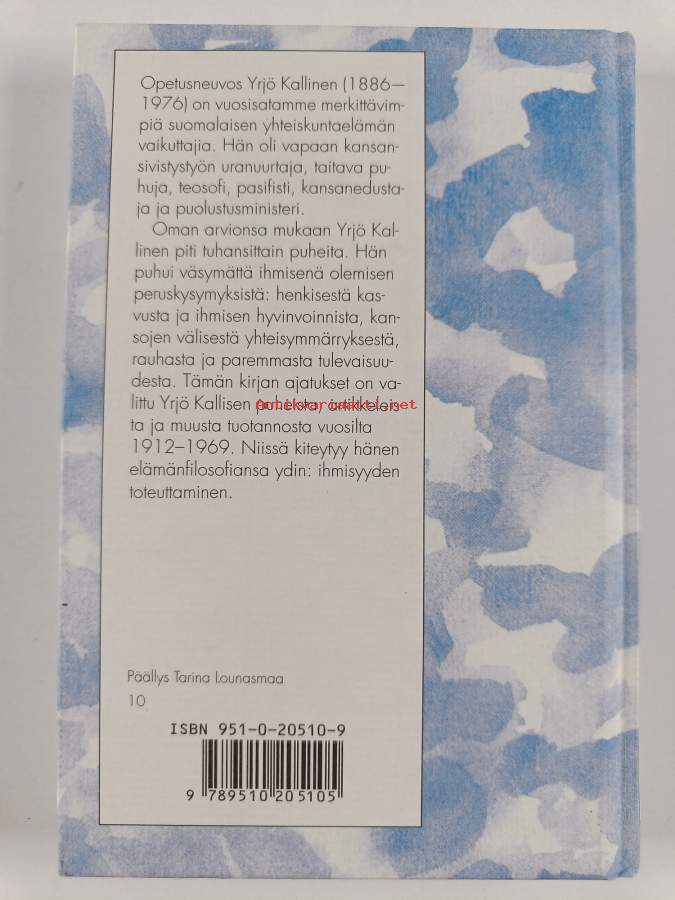 Opetusneuvos Yrjö Kallinen (1886—
1976) on vuosisatamme merkittävim-
piä suomalaisen yhteiskuntaelämän
vaikuttajia. Hän oli vapaan kansan-
sivistystyön uranuurtaja, taitava pu-
huja, teosofi, pasifisti, kansanedusta-
ja ja puolustusministeri.
Oman arvionsa mukaan Yrjö Kal-
linen piti tuhansittain puheita. Hän
puhui väsymättä ihmisenä olemisen
peruskysymyksistä: henkisestä kas-
vusta ja ihmisen hyvinvoinnista, kan-
sojen välisestä yhteisymmärryksestä,
rauhasta ja paremmasta tulevaisuu-
desta. Tämän kirjan ajatukset on va-
littu Yrjö Kallisen puheista, artikkeleis-
ta ja muusta tuotannosta vuosilta
1912–1969. Niissä kiteytyy hänen
elämänfilosofiansa ydin: ihmisyyden
toteuttaminen.
Antikvariaatti.net
Päällys Tarina Lounasmaa
10
ISBN 951-0-20510-9
9 789510 205105